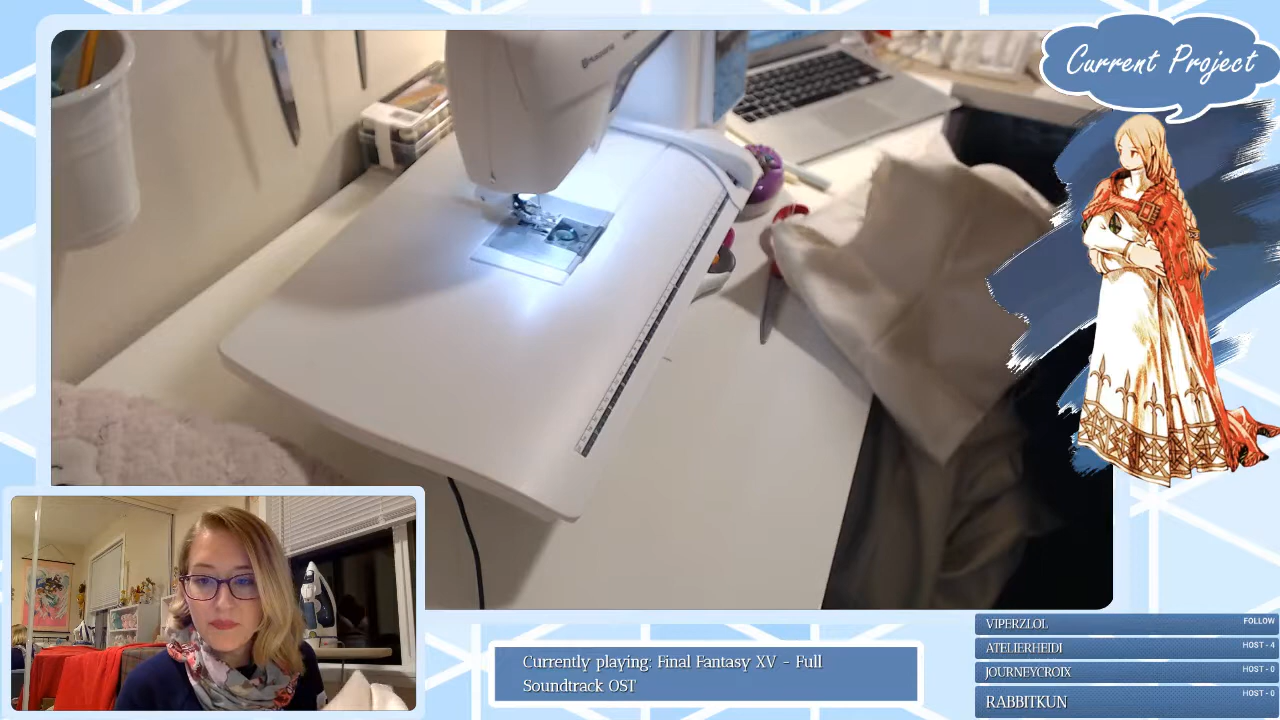 Current Project
Currently playing: Final Fantasy XV - Full
Soundtrack OST
VIPERZLOL FOLLOW
ATELIERHEIDI HOST - 4
JOURNEYCROIX HOST - 0
RABBITKUN HOST - 0